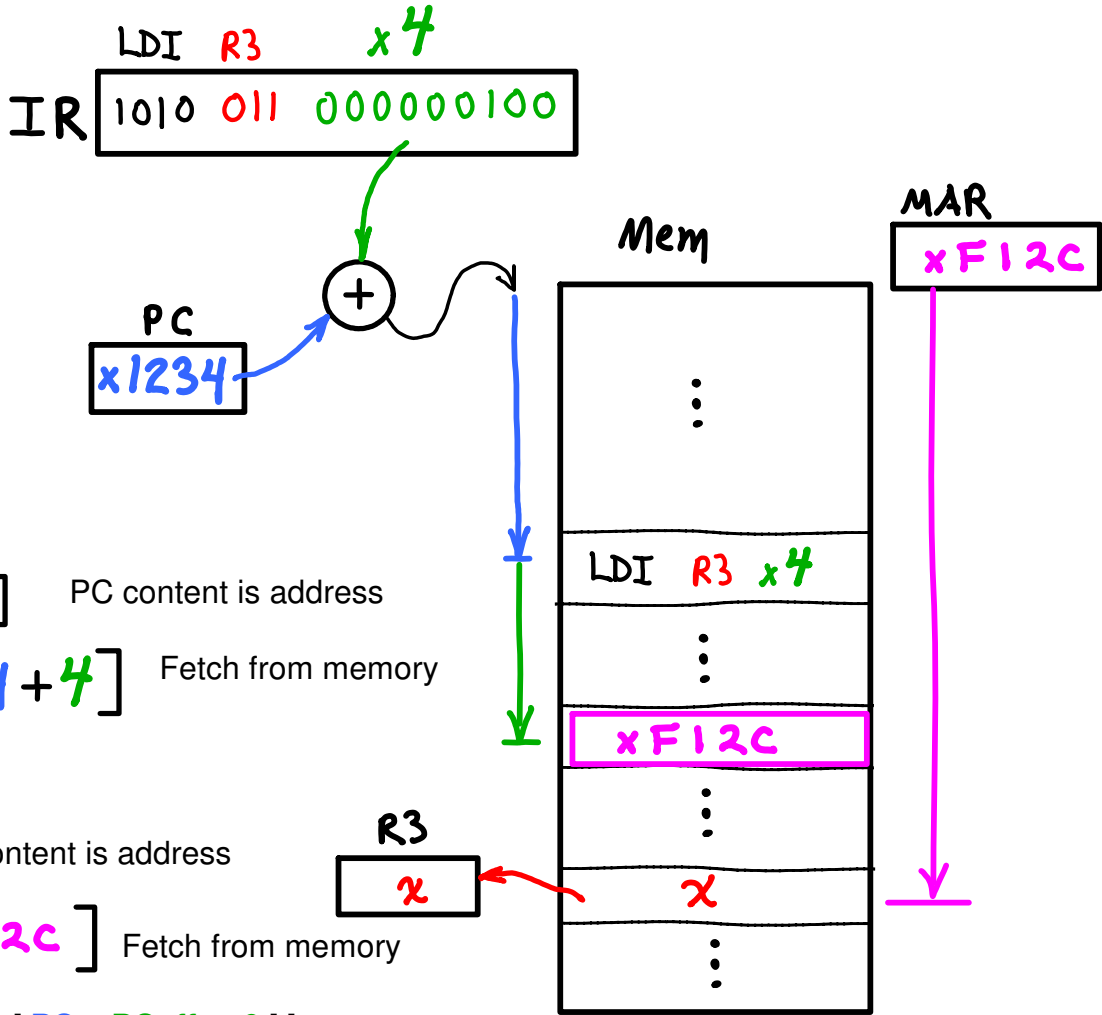 LDI R3 x4
IR 1010 011 000000100
MAR
xF12C
Mem
PC
x1234
+
LDI R3 x4
] PC content is address
+ 4 ] Fetch from memory
xF12C
R3
x
x
content is address
2C ] Fetch from memory